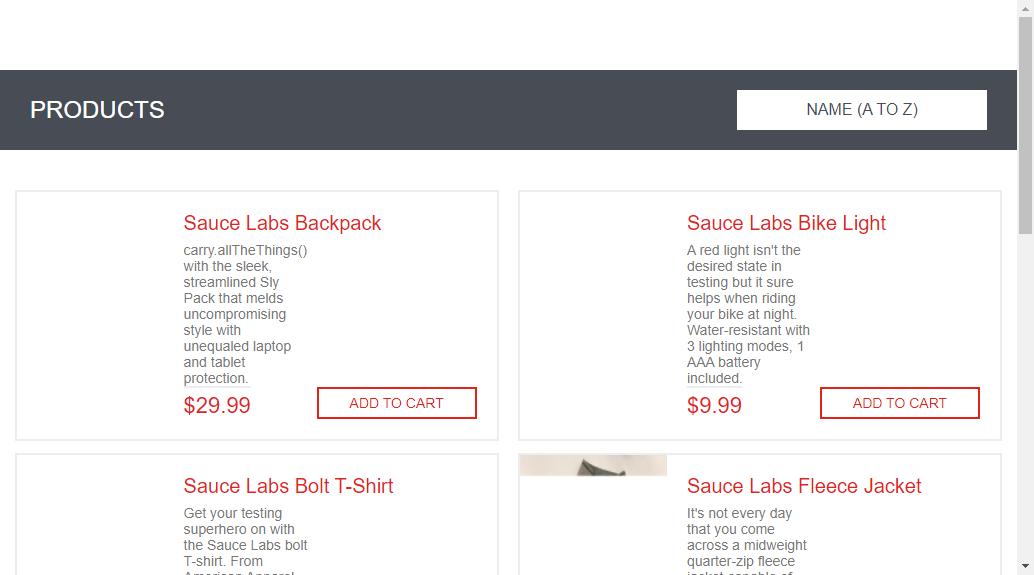 PRODUCTS
NAME (A TO Z)
Sauce Labs Backpack
carry.allTheThings()
with the sleek,
streamlined Sly
Pack that melds
uncompromising
style with
unequaled laptop
and tablet
protection.
$29.99
ADD TO CART
Sauce Labs Bike Light
A red light isn't the
desired state in
testing but it sure
helps when riding
your bike at night.
Water-resistant with
3 lighting modes, 1
AAA battery
included.
$9.99
ADD TO CART
Sauce Labs Bolt T-Shirt
Get your testing
superhero on with
the Sauce Labs bolt
T-shirt. From
American Apparel
Sauce Labs Fleece Jacket
It's not every day
that you come
across a midweight
quarter-zip fleece
jacket capable of